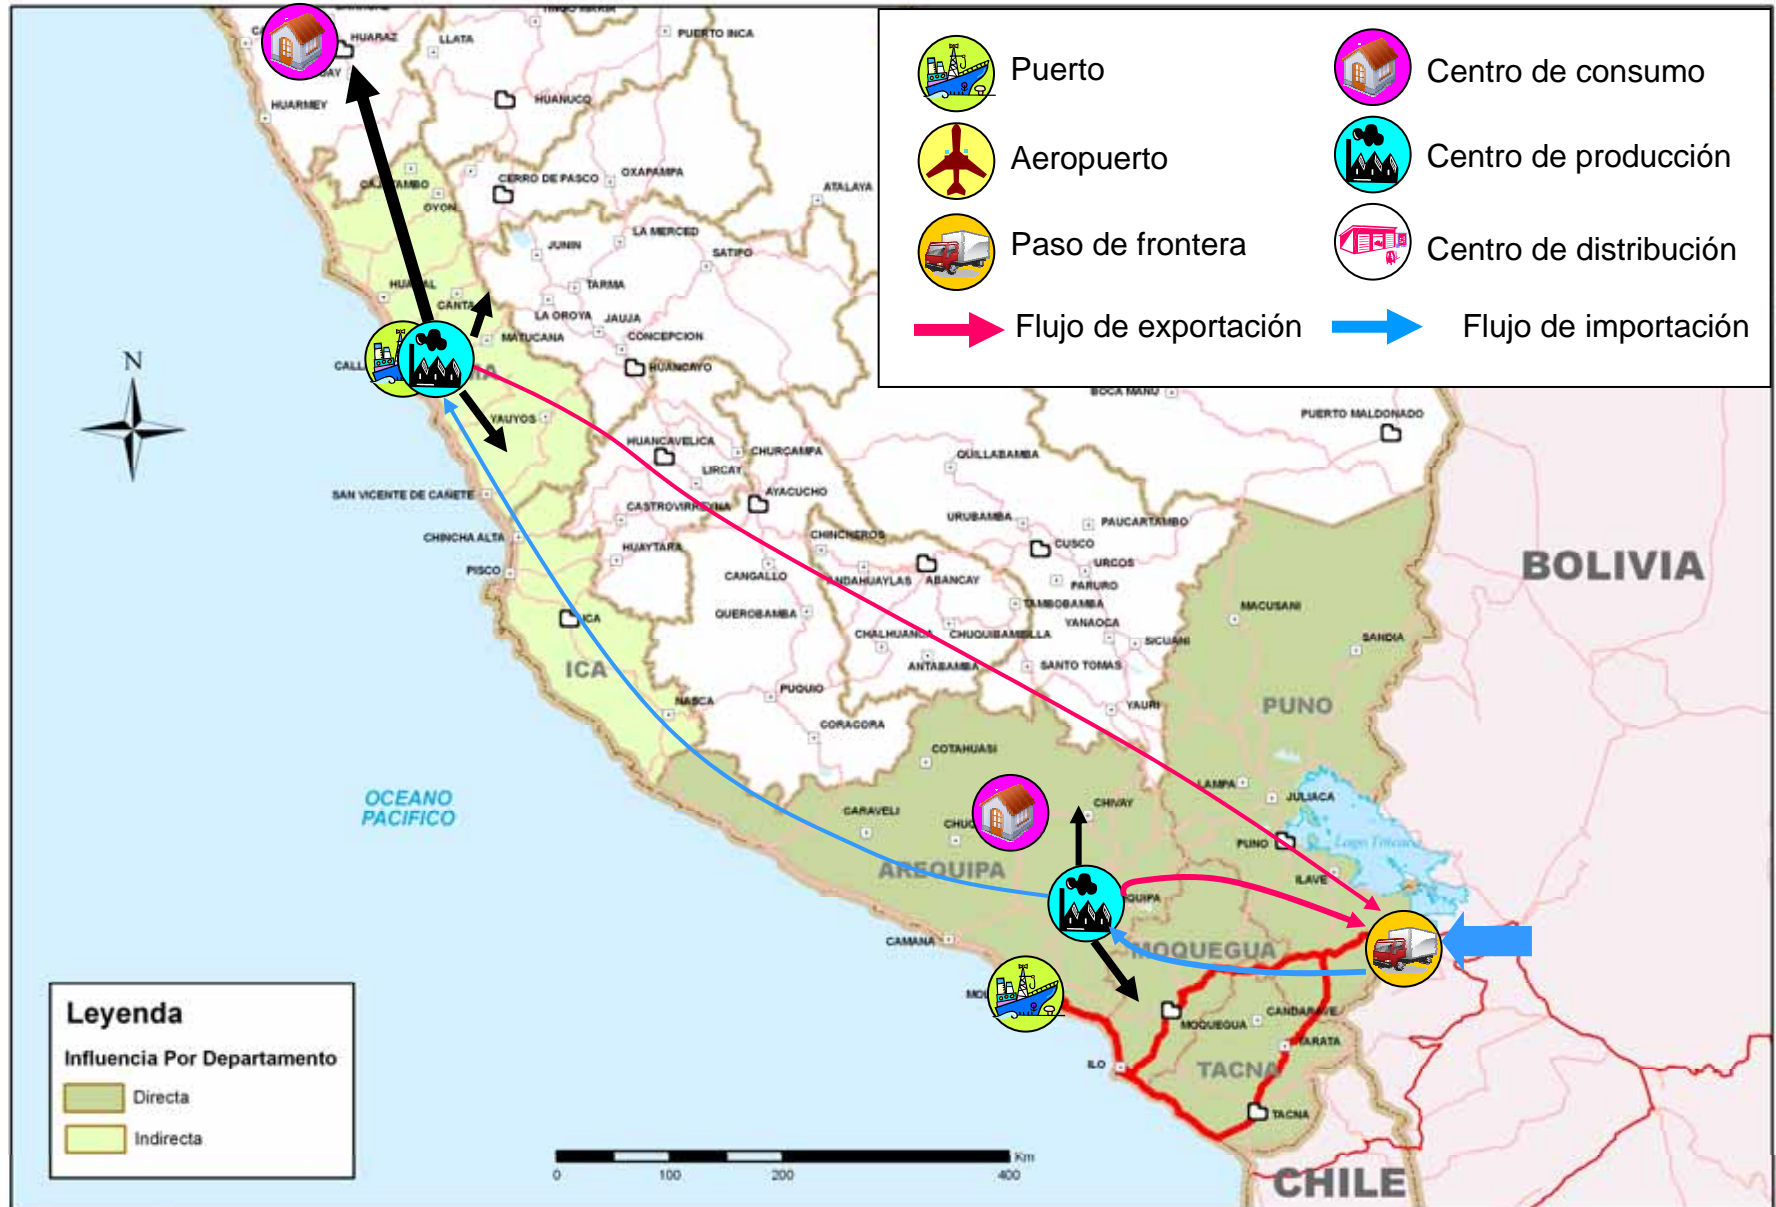 Puerto
Centro de consumo
Aeropuerto
Centro de producción
Paso de frontera
Centro de distribución
Flujo de exportación
Flujo de importación
HUARAZ
LLATA
PUERTO INCA
HUARMEY
HUANUCO
CERRO DE PASCO
OXAPAMPA
ATALAYA
OYON
JUNIN
LA MERCED
SATIPO
TARMA
CANTA
LA OROYA
JAUJA
MATUCANA
CONCEPCION
HUANCAYO
N
BOCA MANU
PUERTO MALDONADO
YAUYOS
HUANCAVELICA
CHURCAMPA
QUILLABAMBA
LIRCAY
AYACUCHO
SAN VICENTE DE CAÑETE
CASTROVIRREYNA
URUBAMBA
PAUCARTAMBO
CHINCHA ALTA
CHINCHEROS
HUAYTARA
CUSCO
URCOS
BOLIVIA
PISCO
CANGALLO
ANDAHUAYLAS
ABANCAY
PARURO
TAMBOBAMBA
MACUSANI
ICA
QUEROBAMBA
YANAOCA
CHALHUANCA
CHUQUIBAMBILLA
SICUANI
SANDIA
ICA
ANTABAMBA
SANTO TOMAS
PUQUIO
NASCA
YAURI
PUNO
CORACORA
COTAHUASI
LAMPA
JULIACA
OCEANO
PACIFICO
CARAVELI
CHIVAY
PUNO
Lago Titicaca
AREQUIPA
ILAVE
CAMANA
MOQUEGUA
MOQUEGUA
CANDARAVE
TARATA
ILO
TACNA
TACNA
CHILE
Leyenda
Influencia Por Departamento
Directa
Indirecta
Km
0 100 200 400